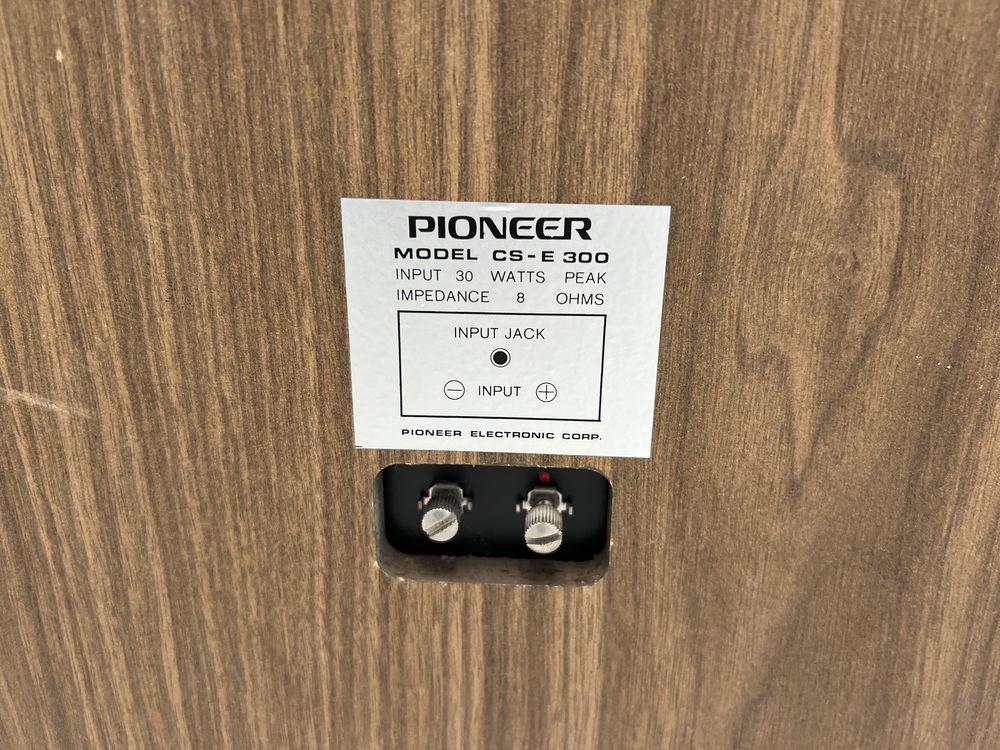 PIONEER
MODEL CS-E 300
INPUT 30 WATTS PEAK
IMPEDANCE 8 OHMS
INPUT JACK
⊖ INPUT ⊕
PIONEER ELECTRONIC CORP.